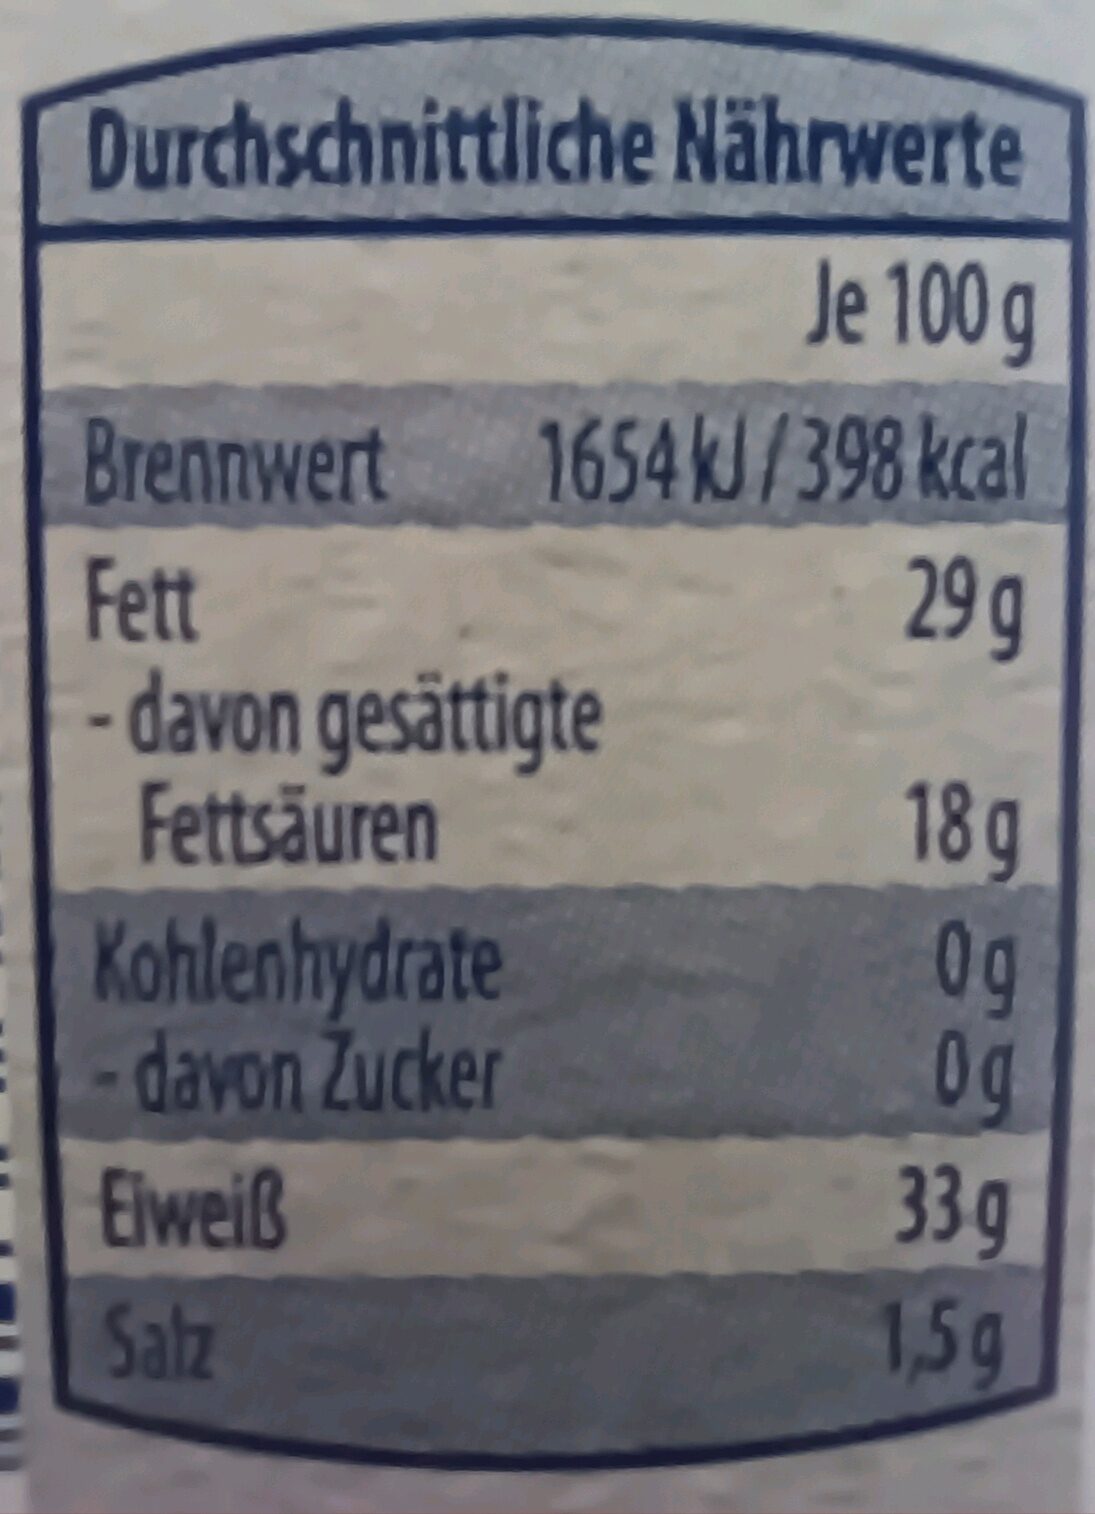 Durchschnittliche Nährwerte
Je 100 g
Brennwert 1654 kJ / 398 kcal
Fett 29 g
- davon gesättigte
Fettsäuren 18 g
Kohlenhydrate 0 g
- davon Zucker 0 g
Eiweiß 33 g
Salz 1,5 g